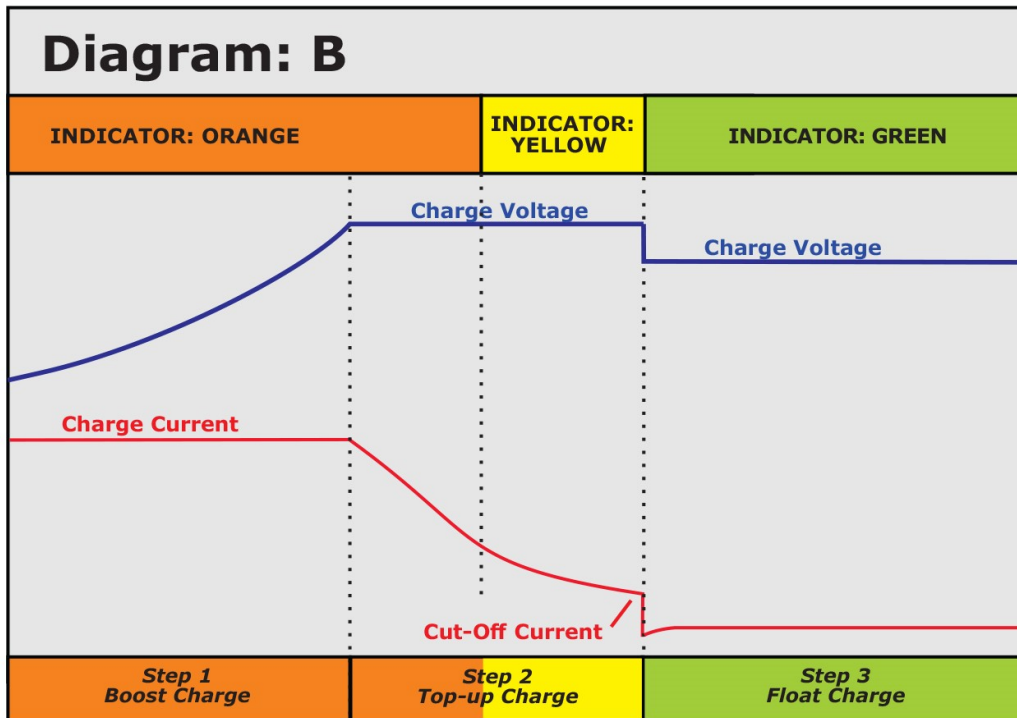 Diagram: B
INDICATOR: ORANGE
INDICATOR:
YELLOW
INDICATOR: GREEN
Charge Voltage
Charge Voltage
Charge Current
Cut-Off Current
Step 1
Boost Charge
Step 2
Top-up Charge
Step 3
Float Charge